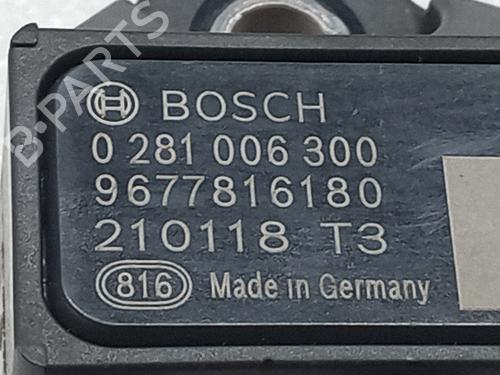 B-PARTS
BOSCH
0 281 006 300
9677816180
210118 T3
816 Made in Germany